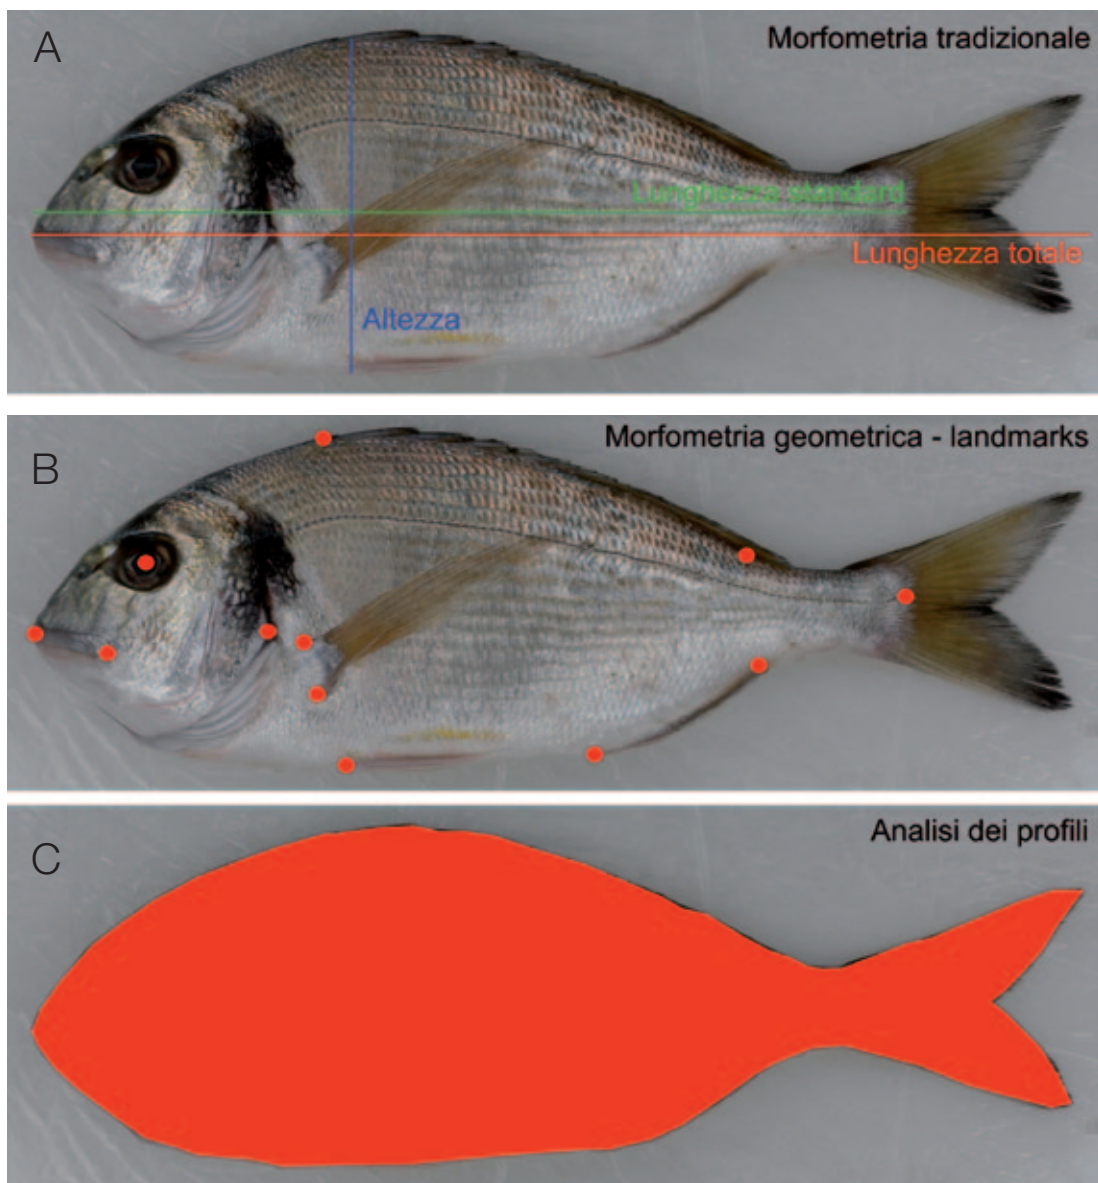 A
Morfometria tradizionale
Lunghezza standard
Lunghezza totale
Altezza
B
Morfometria geometrica - landmarks
C
Analisi dei profili